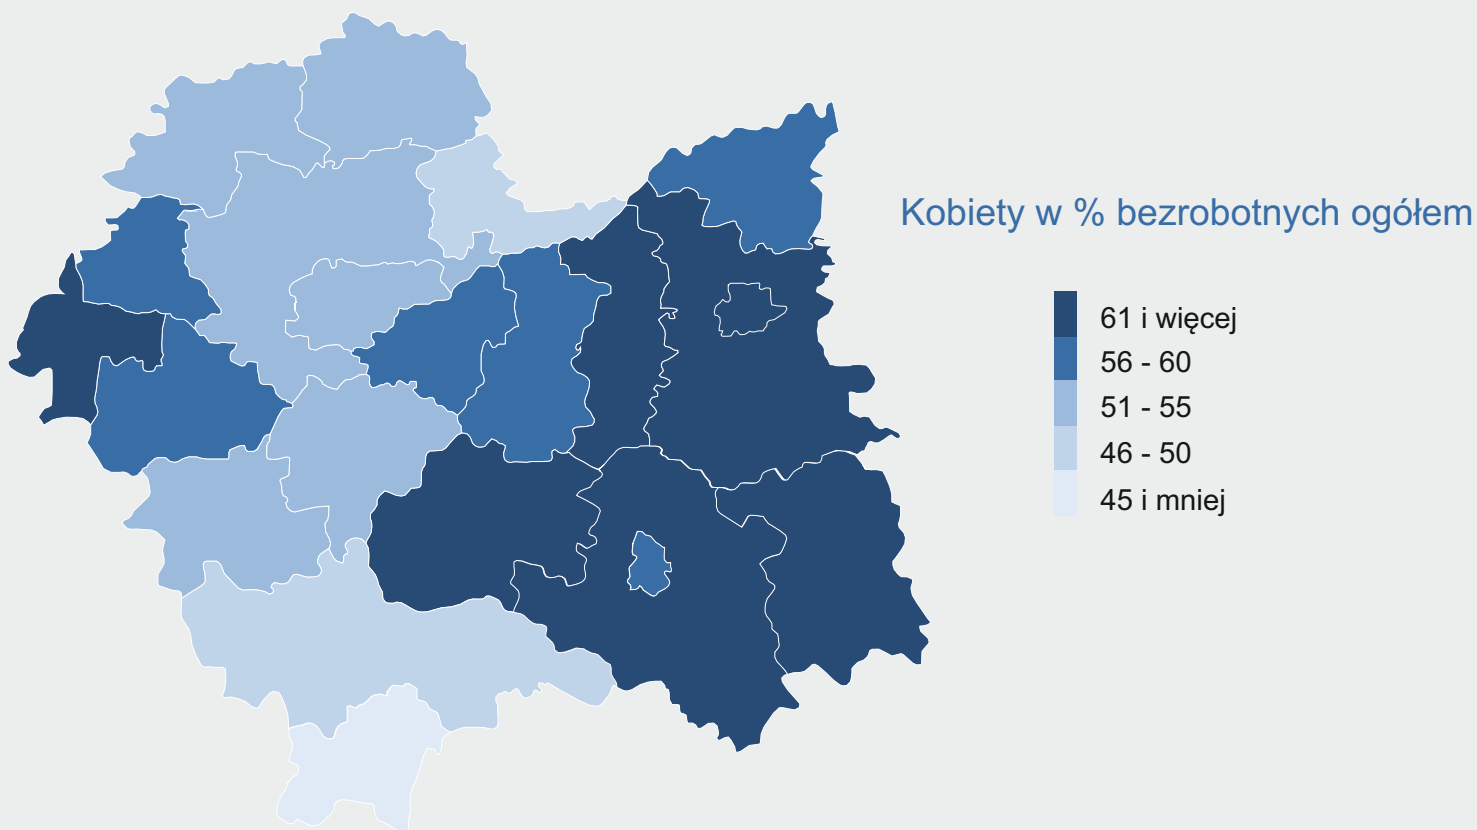 Kobiety w % bezrobotnych ogółem
61 i więcej
56 - 60
51 - 55
46 - 50
45 i mniej